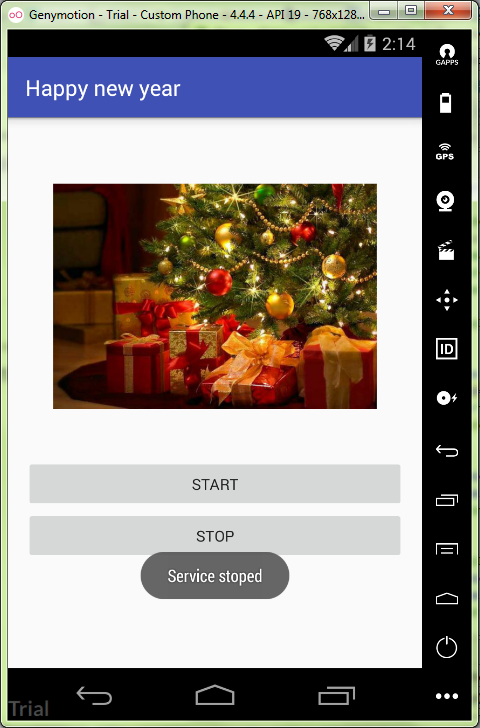 Genymotion - Trial - Custom Phone - 4.4.4 - API 19 - 768x128...
2:14
GAPPS
Happy new year
GPS
ID
START
STOP
Service stoped
Trial